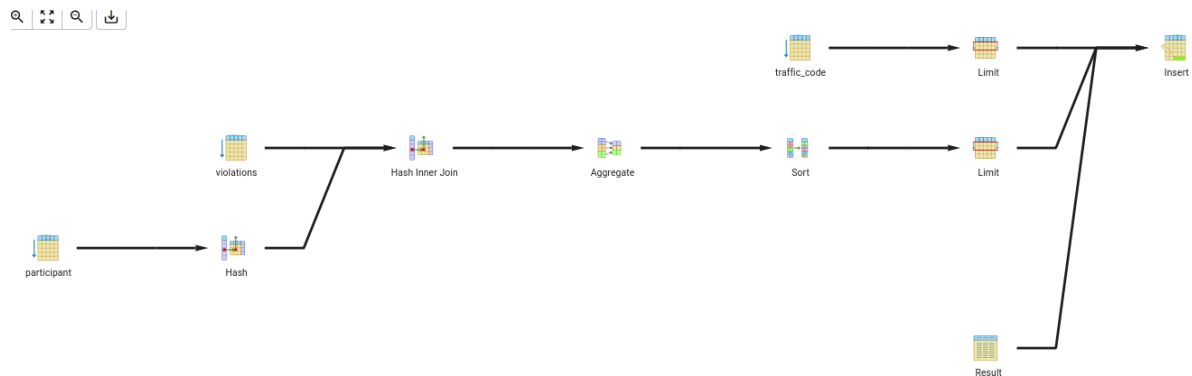 traffic_code
Limit
Insert
violations
Hash Inner Join
Aggregate
Sort
Limit
participant
Hash
Result